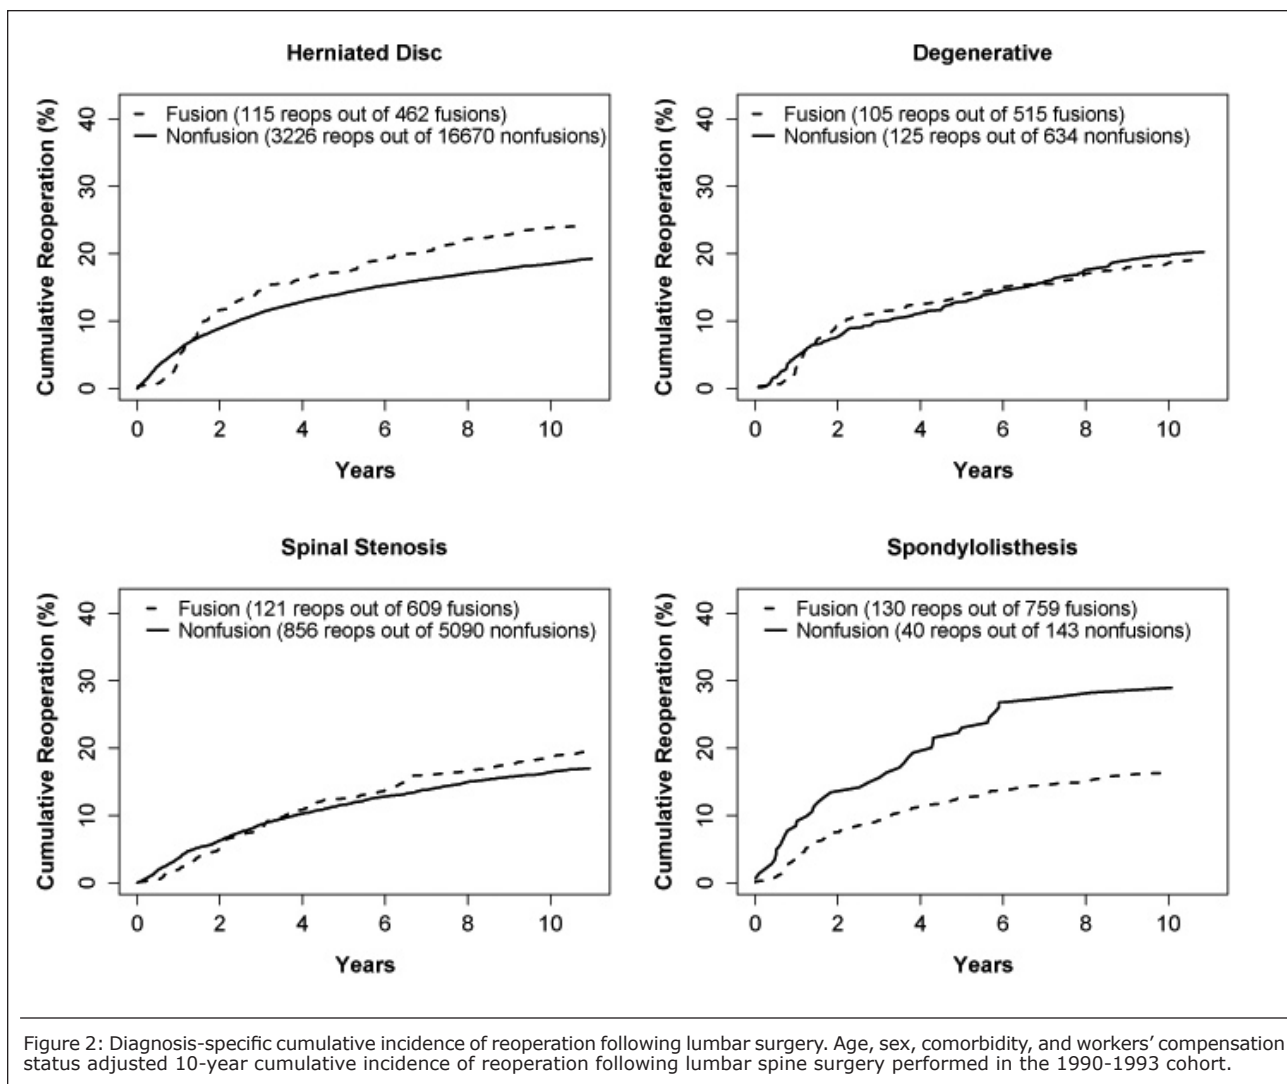 Herniated Disc
Cumulative Reoperation (%)
40
30
20
10
0
Fusion (115 reops out of 462 fusions)
Nonfusion (3226 reops out of 16670 nonfusions)
0 2 4 6 8 10
Years
Degenerative
Cumulative Reoperation (%)
40
30
20
10
0
Fusion (105 reops out of 515 fusions)
Nonfusion (125 reops out of 634 nonfusions)
0 2 4 6 8 10
Years
Spinal Stenosis
Cumulative Reoperation (%)
40
30
20
10
0
Fusion (121 reops out of 609 fusions)
Nonfusion (856 reops out of 5090 nonfusions)
0 2 4 6 8 10
Years
Spondylolisthesis
Cumulative Reoperation (%)
40
30
20
10
0
Fusion (130 reops out of 759 fusions)
Nonfusion (40 reops out of 143 nonfusions)
0 2 4 6 8 10
Years
Figure 2: Diagnosis-specific cumulative incidence of reoperation following lumbar surgery. Age, sex, comorbidity, and workers' compensation
status adjusted 10-year cumulative incidence of reoperation following lumbar spine surgery performed in the 1990-1993 cohort.